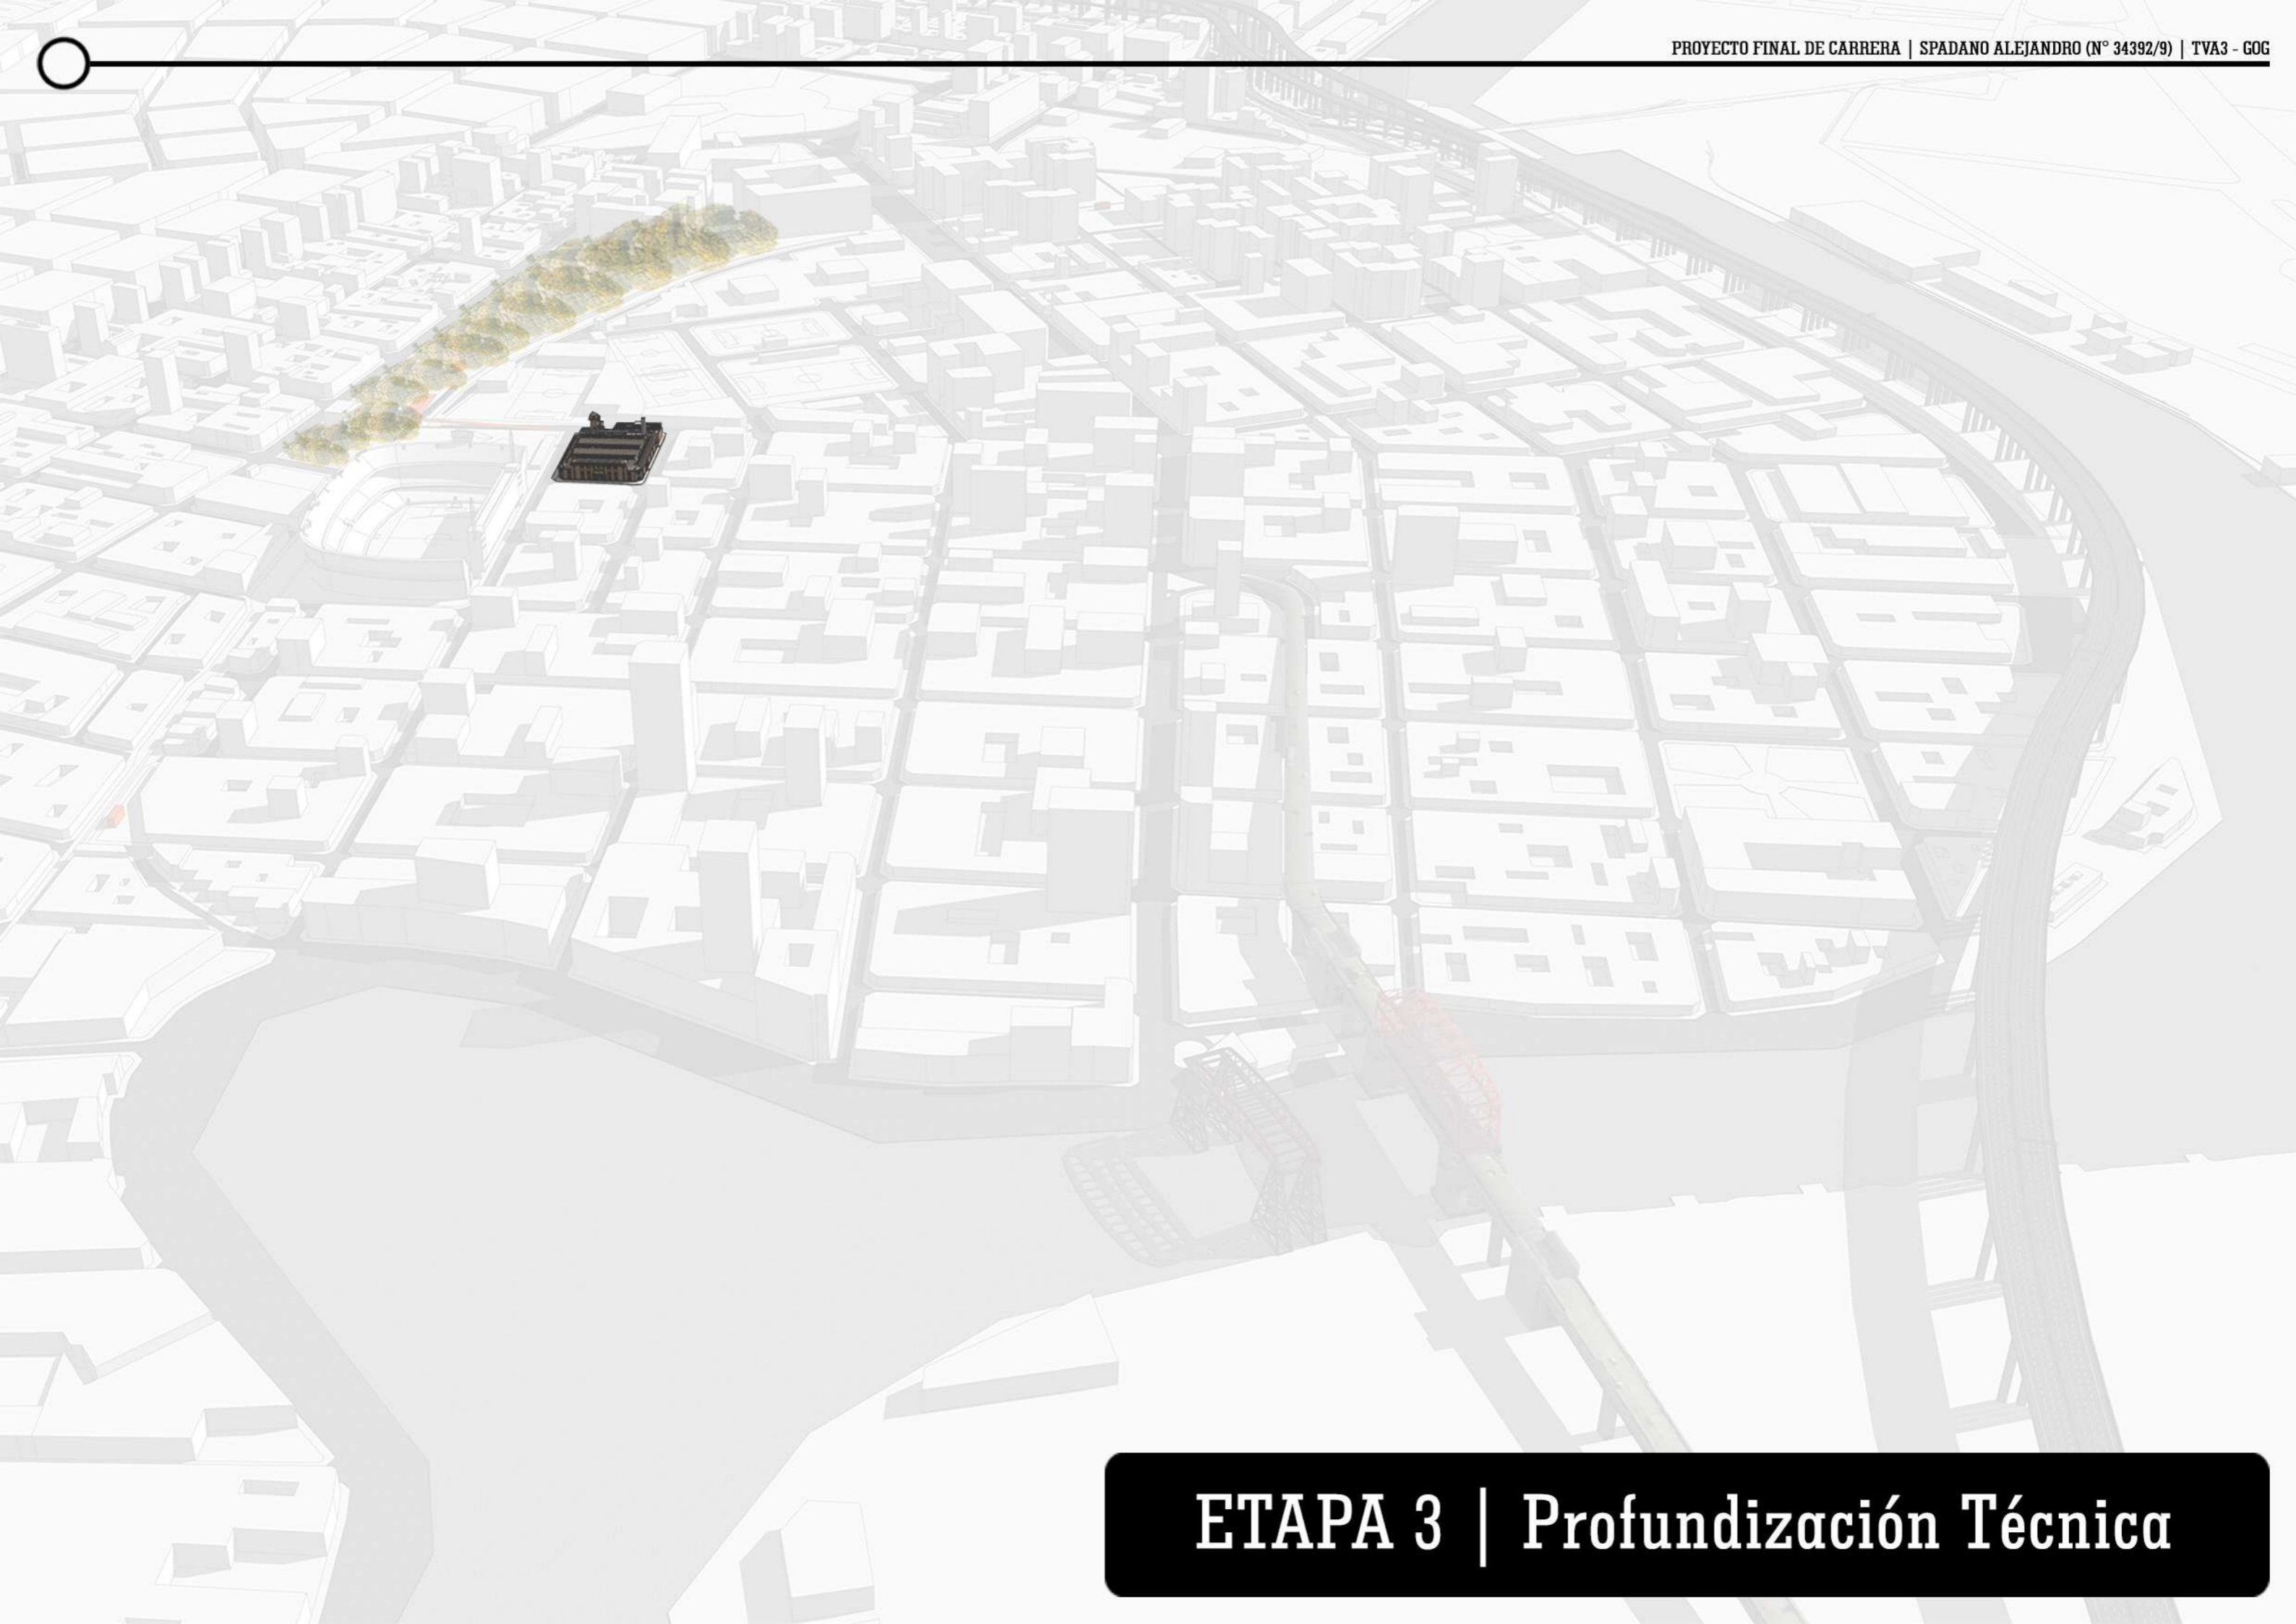 PROYECTO FINAL DE CARRERA | SPADANO ALEJANDRO (N° 34392/9) | TVA3 - GOG
ETAPA 3 | Profundización Técnica